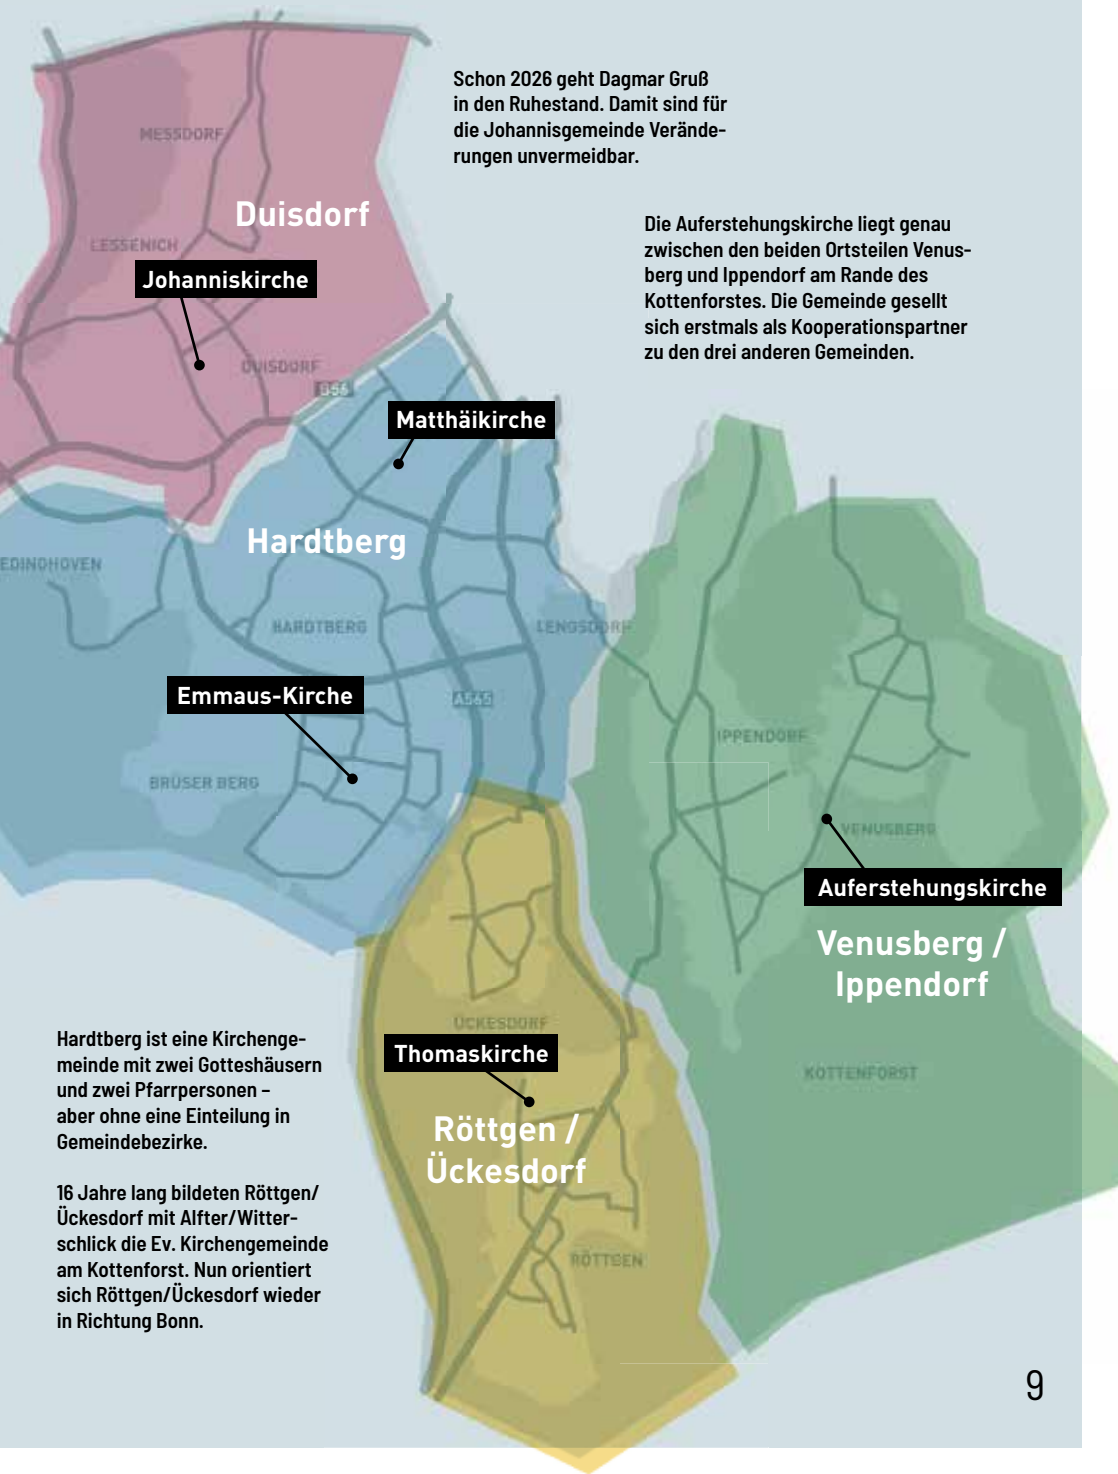 Schon 2026 geht Dagmar Gruß
in den Ruhestand. Damit sind für
die Johannisgemeinde Verände-
rungen unvermeidbar.
MESSDORF
Duisdorf
Die Auferstehungskirche liegt genau
zwischen den beiden Ortsteilen Venus-
berg und Ippendorf am Rande des
Kottenforstes. Die Gemeinde gesellt
sich erstmals als Kooperationspartner
zu den drei anderen Gemeinden.
LESSENICH
Johanniskirche
DUISDORF
B56
Matthäikirche
Hardtberg
EDINGHOVEN
HARDTBERG
LENGSDORF
Emmaus-Kirche
A565
IPPENDORF
BRÜSER BERG
VENUSBERG
Auferstehungskirche
Venusberg /
Ippendorf
ÜCKESDORF
Thomaskirche
KOTTENFORST
Röttgen /
Ückesdorf
RÖTTGEN
Hardtberg ist eine Kirchenge-
meinde mit zwei Gotteshäusern
und zwei Pfarrpersonen –
aber ohne eine Einteilung in
Gemeindebezirke.
16 Jahre lang bildeten Röttgen/
Ückesdorf mit Alfter/Witter-
schlick die Ev. Kirchengemeinde
am Kottenforst. Nun orientiert
sich Röttgen/Ückesdorf wieder
in Richtung Bonn.
9